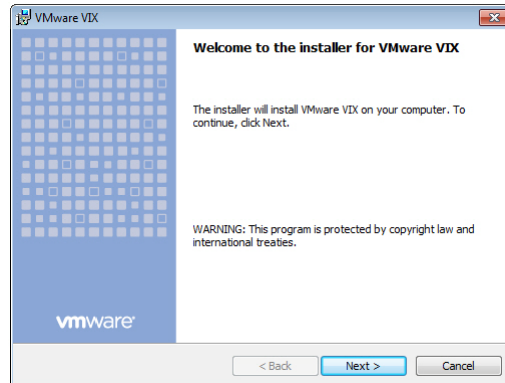 VMware VIX
Welcome to the installer for VMware VIX
The installer will install VMware VIX on your computer. To
continue, click Next.
WARNING: This program is protected by copyright law and
international treaties.
vmware
< Back
Next >
Cancel